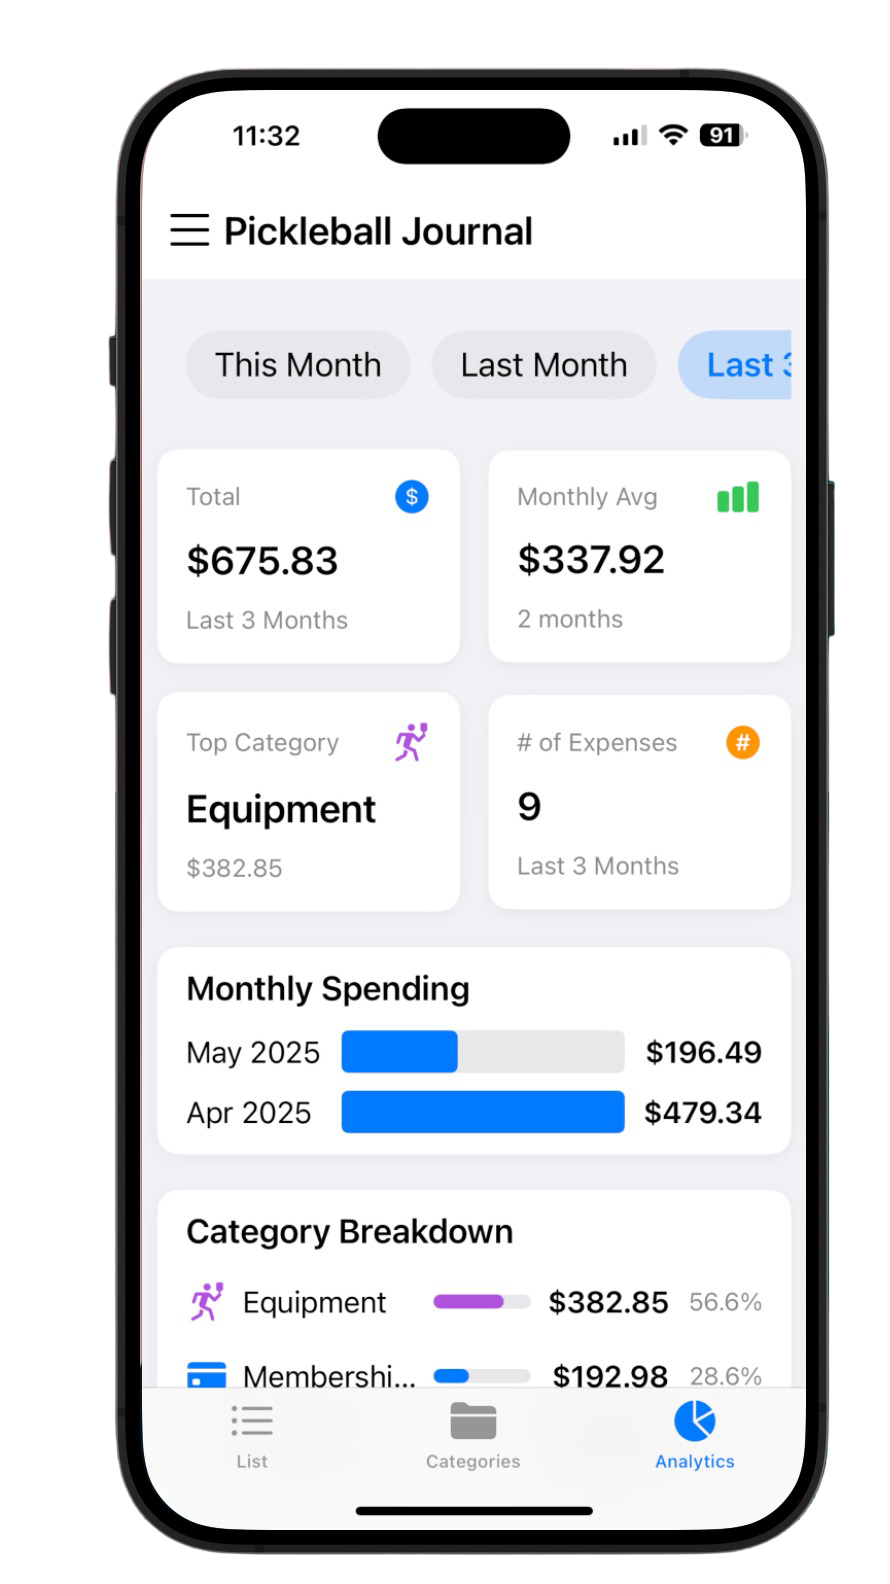 11:32 91
Pickleball Journal
This Month Last Month Last 3
Total $ Monthly Avg
$675.83 $337.92
Last 3 Months 2 months
Top Category # of Expenses #
Equipment 9
$382.85 Last 3 Months
Monthly Spending
May 2025 $196.49
Apr 2025 $479.34
Category Breakdown
Equipment $382.85 56.6%
Membershi... $192.98 28.6%
List Categories Analytics